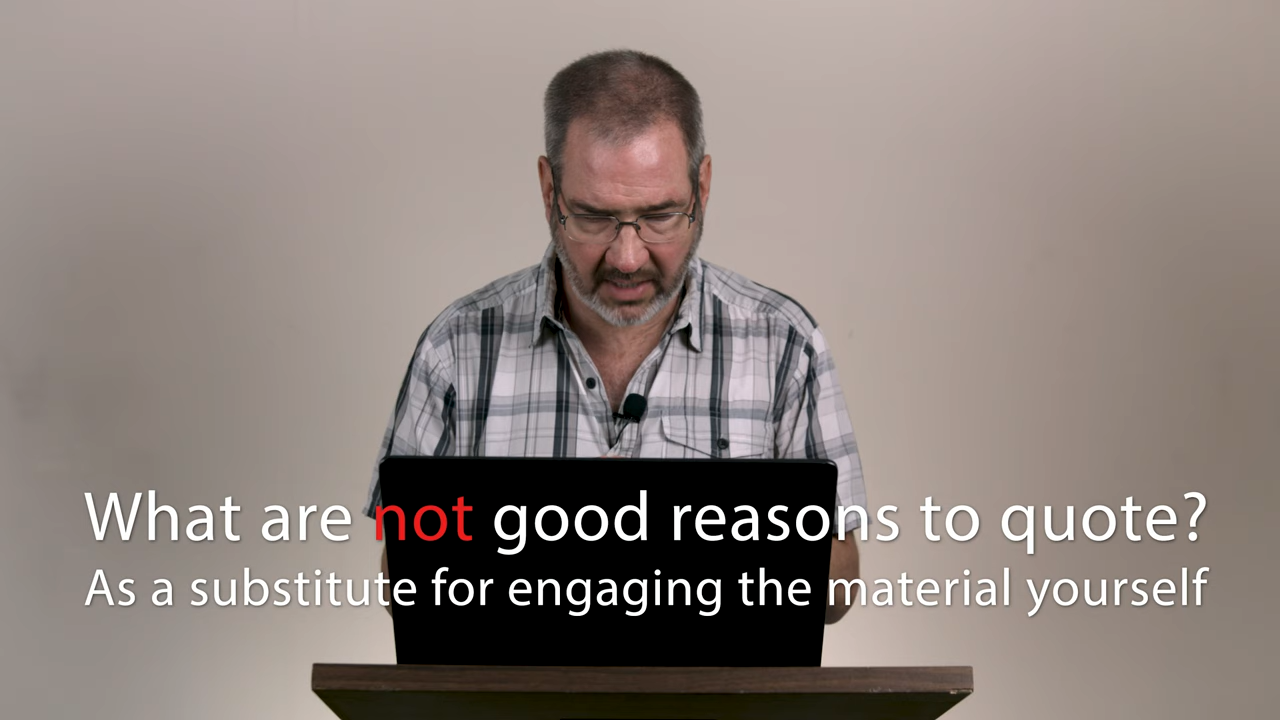 What are not good reasons to quote?
As a substitute for engaging the material yourself